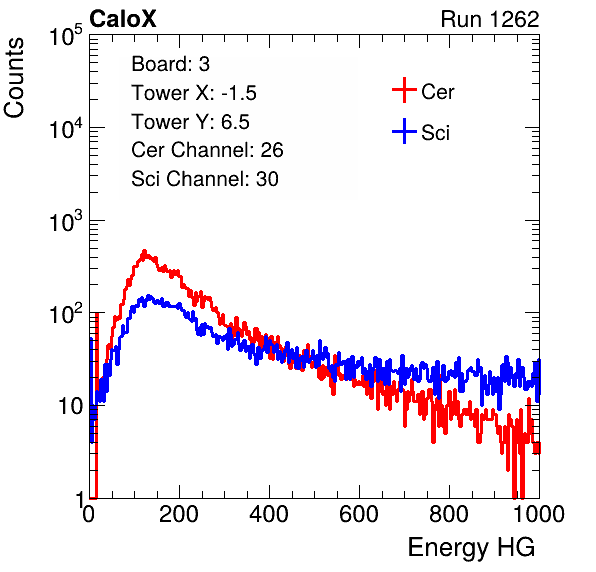 CaloX Run 1262
Counts
10^5
10^4
10^3
10^2
10
1
Board: 3
Tower X: -1.5
Tower Y: 6.5
Cer Channel: 26
Sci Channel: 30
Cer
Sci
0 200 400 600 800 1000
Energy HG